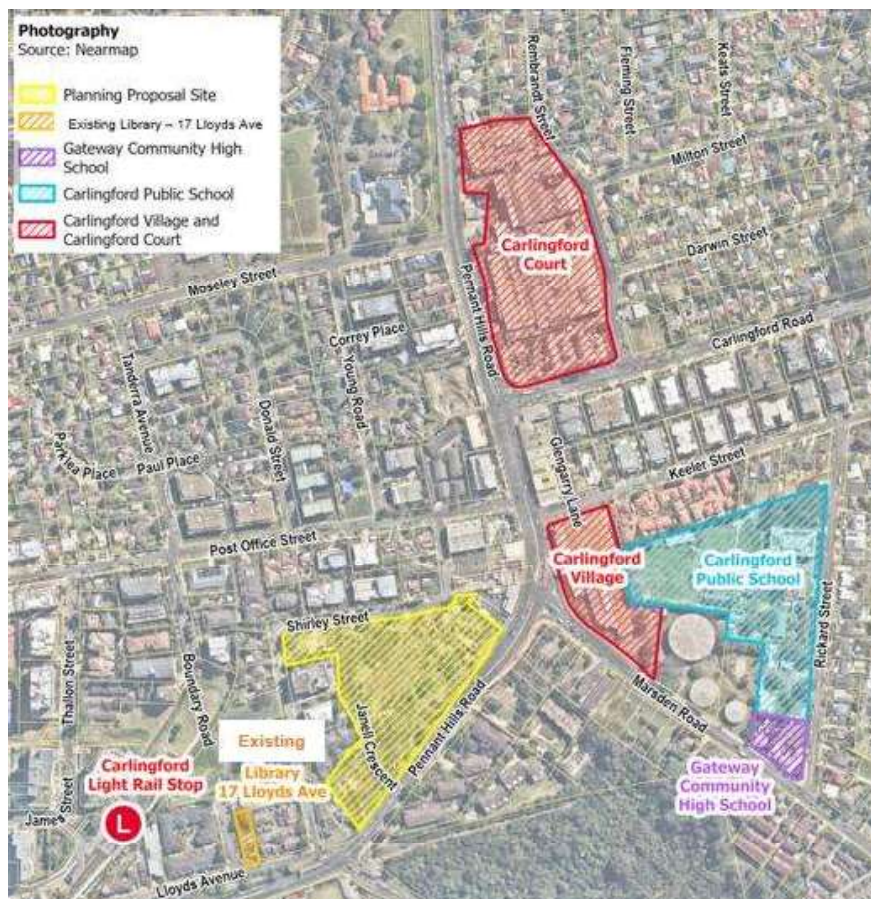 Photography
Source: Nearmap
Planning Proposal Site
Existing Library – 17 Lloyds Ave
Gateway Community High
School
Carlingford Public School
Carlingford Village and
Carlingford Court
Rembrandt Street
Fleming Street
Keats Street
Milton Street
Darwin Street
Carlingford
Court
Moseley Street
Pennant Hills Road
Correy Place
Carlingford Road
Young Road
Tanderra Avenue
Donald Street
Parklea Place
Paul Place
Glengarry Lane
Keeler Street
Post Office Street
Carlingford
Village
Carlingford
Public School
Rickard Street
Shirley Street
Thallon Street
Boundary Road
Janell Crescent
Pennant Hills Road
Marsden Road
Existing
Library
17 Lloyds Ave
Carlingford
Light Rail Stop
L
James Street
Lloyds Avenue
Gateway
Community
High School